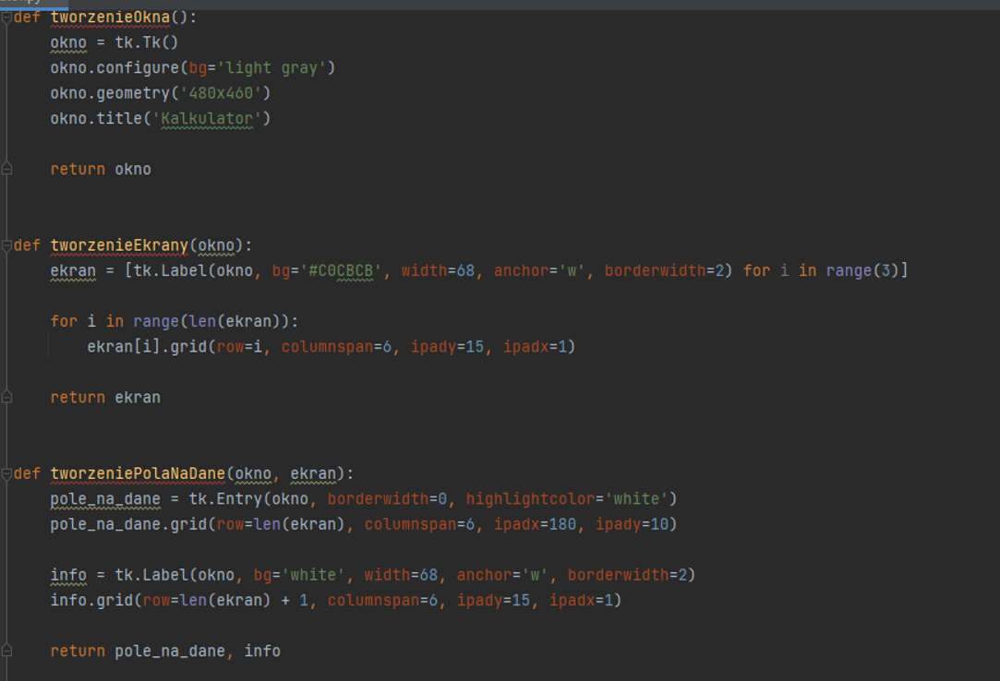 def tworzenieOkna():
    okno = tk.Tk()
    okno.configure(bg='light gray')
    okno.geometry('480x460')
    okno.title('Kalkulator')
    return okno
def tworzenieEkrany(okno):
    ekran = [tk.Label(okno, bg='#C0CBCB', width=68, anchor='w', borderwidth=2) for i in range(3)]
    for i in range(len(ekran)):
        ekran[i].grid(row=i, columnspan=6, ipady=15, ipadx=1)
    return ekran
def tworzeniePolaNaDane(okno, ekran):
    pole_na_dane = tk.Entry(okno, borderwidth=0, highlightcolor='white')
    pole_na_dane.grid(row=len(ekran), columnspan=6, ipadx=180, ipady=10)
    info = tk.Label(okno, bg='white', width=68, anchor='w', borderwidth=2)
    info.grid(row=len(ekran) + 1, columnspan=6, ipady=15, ipadx=1)
    return pole_na_dane, info